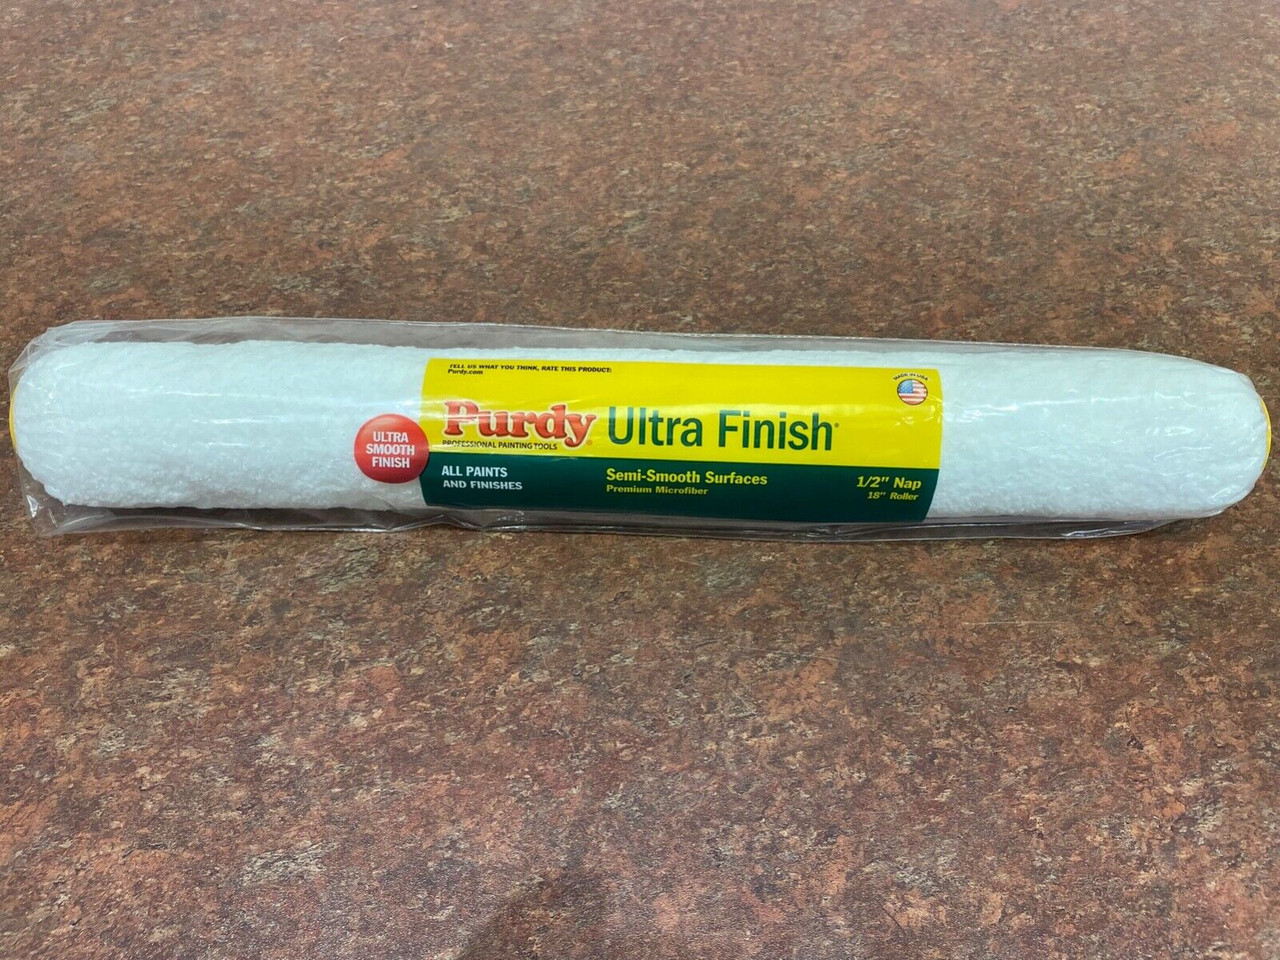 TELL US WHAT YOU THINK, RATE THIS PRODUCT:
Purdy.com
MADE IN USA
Purdy Ultra Finish®
PROFESSIONAL PAINTING TOOLS
ULTRA
SMOOTH
FINISH
ALL PAINTS
AND FINISHES
Semi-Smooth Surfaces
Premium Microfiber
1/2" Nap
18" Roller